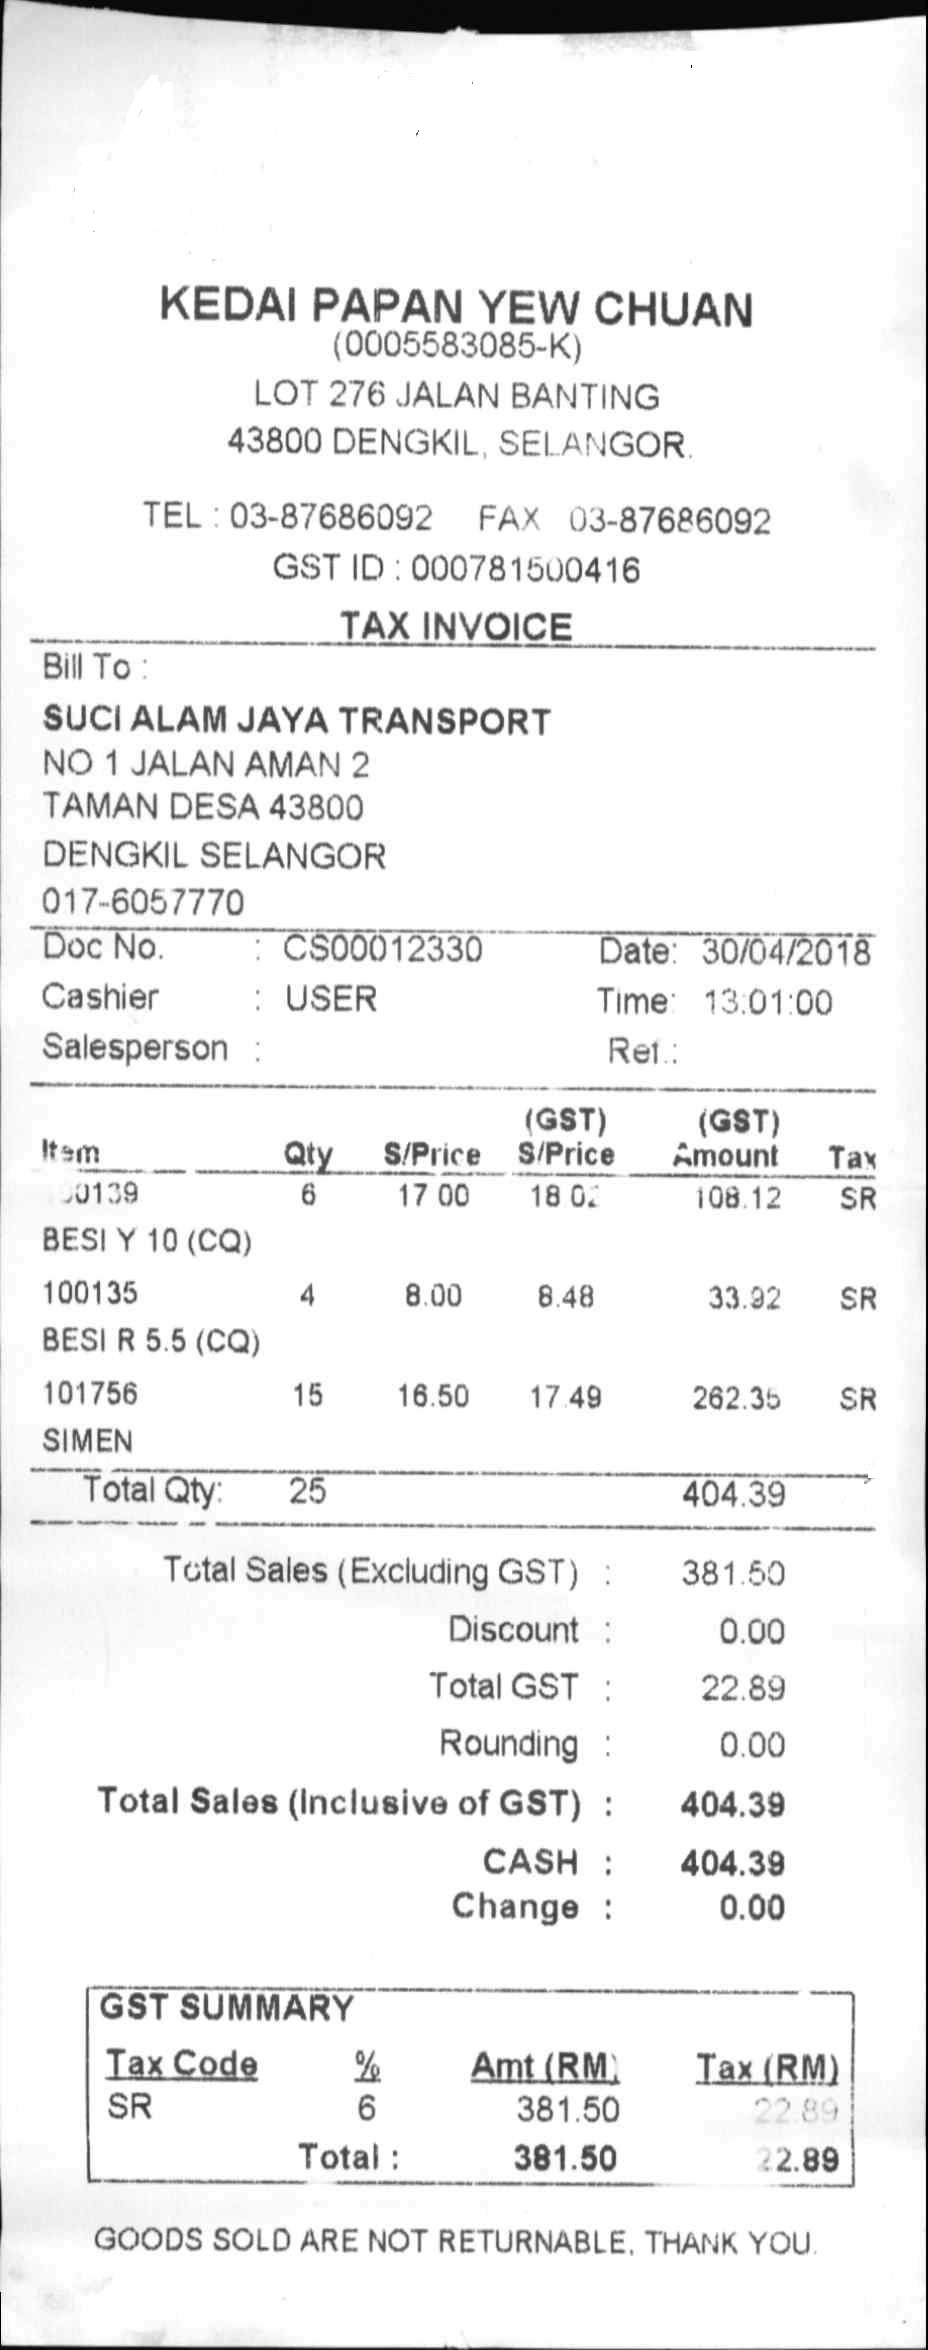 KEDAI PAPAN YEW CHUAN
(0005583085-K)
LOT 276 JALAN BANTING
43800 DENGKIL, SELANGOR.
TEL : 03-87686092 FAX 03-87686092
GST ID : 000781500416
TAX INVOICE
Bill To :
SUCI ALAM JAYA TRANSPORT
NO 1 JALAN AMAN 2
TAMAN DESA 43800
DENGKIL SELANGOR
017-6057770
Doc No. : CS00012330 Date: 30/04/2018
Cashier : USER Time: 13:01:00
Salesperson : Ref.:
(GST) (GST)
Item Qty S/Price S/Price Amount Tax
6 17.00 108.12 SR
BESI Y 10 (CQ)
100135 4 8.00 8.48 33.92 SR
BESI R 5.5 (CQ)
101756 15 16.50 17.49 262.35 SR
SIMEN
Total Qty: 25 404.39
Total Sales (Excluding GST) : 381.50
Discount : 0.00
Total GST : 22.89
Rounding : 0.00
Total Sales (Inclusive of GST) : 404.39
CASH : 404.39
Change : 0.00
GST SUMMARY
Tax Code % Amt (RM) Tax (RM)
SR 6 381.50 22.89
Total : 381.50 22.89
GOODS SOLD ARE NOT RETURNABLE, THANK YOU.